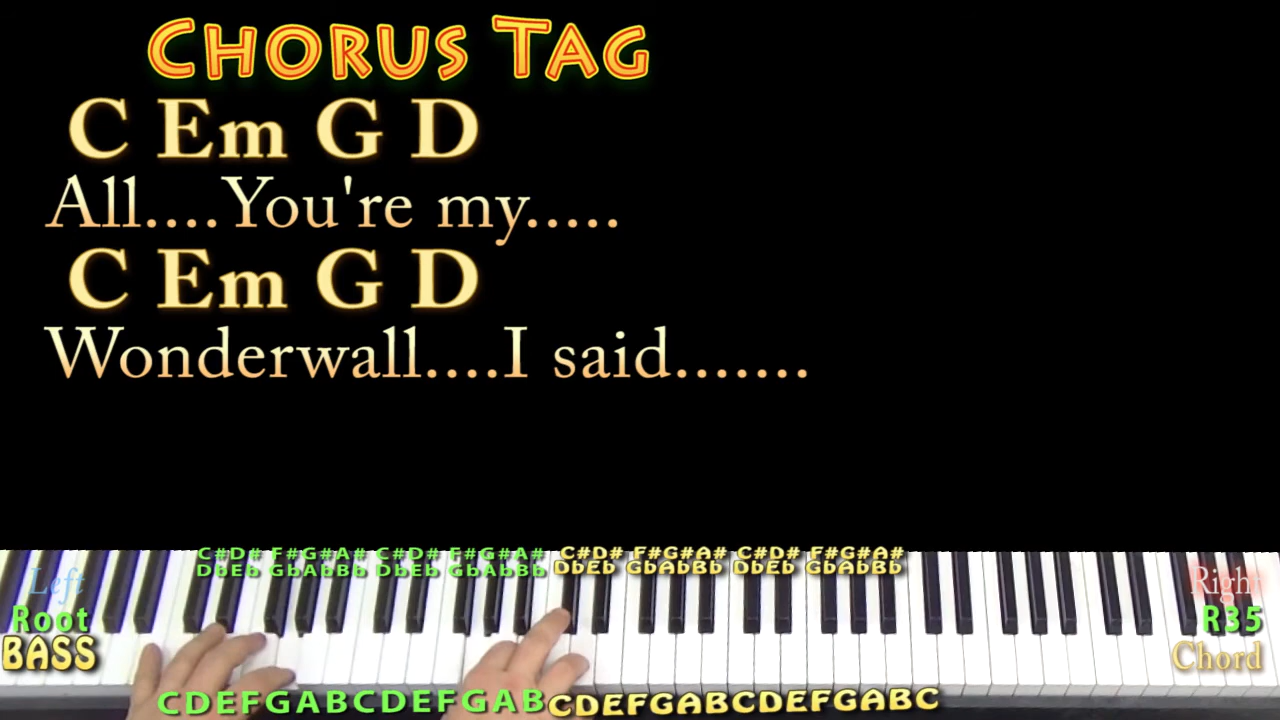 CHORUS TAG
C Em G D
All....You're my.....
C Em G D
Wonderwall....I said.......
C#D# F#G#A# C#D# F#G#A# C#D# F#G#A# C#D# F#G#A#
DbEb GbAbBb DbEb GbAbBb DbEb GbAbBb DbEb GbAbBb
Left
Root
BASS
Right
R35
Chord
CDEFGABCDEFGAB CDEFGABCDEFGABC